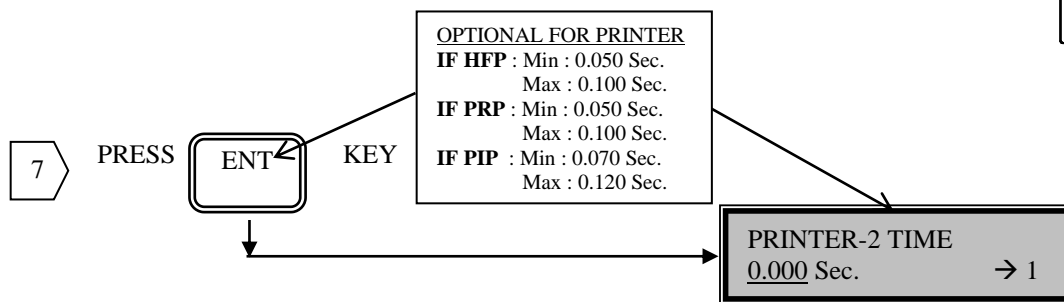 OPTIONAL FOR PRINTER
IF HFP : Min : 0.050 Sec.
Max : 0.100 Sec.
IF PRP : Min : 0.050 Sec.
Max : 0.100 Sec.
IF PIP : Min : 0.070 Sec.
Max : 0.120 Sec.
7 PRESS ENT KEY
PRINTER-2 TIME
0.000 Sec. → 1